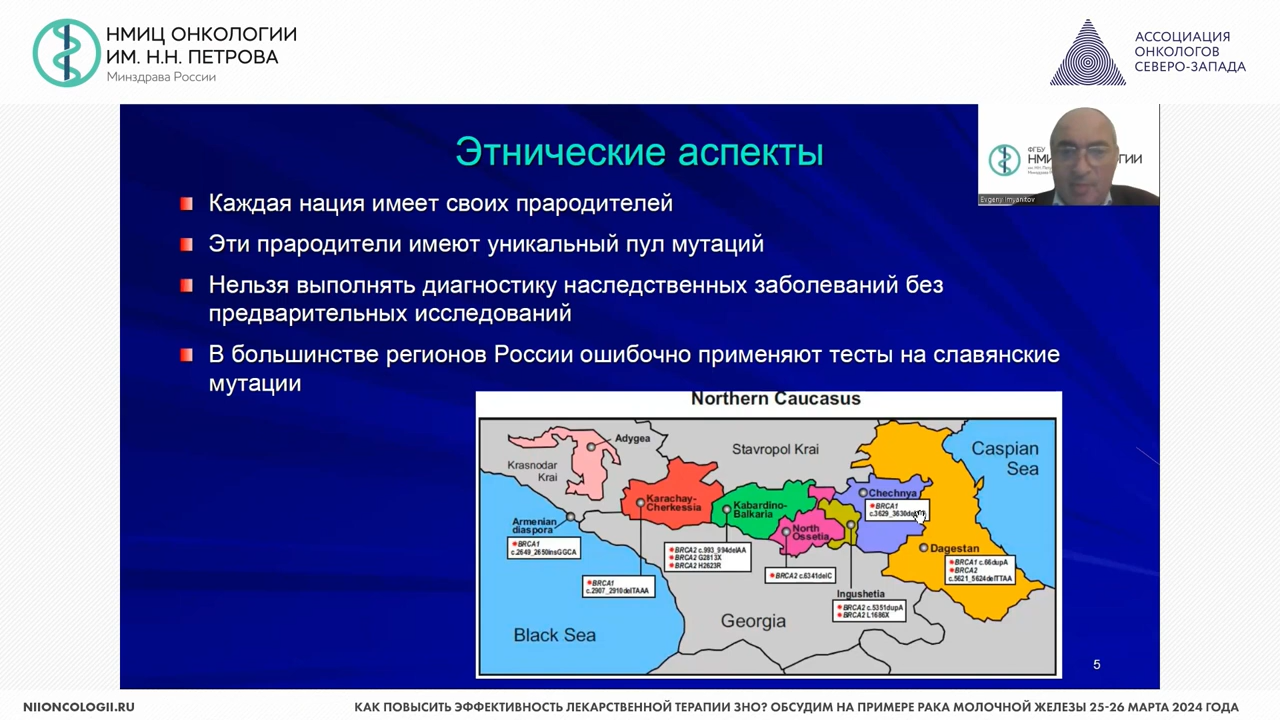 НМИЦ ОНКОЛОГИИ
ИМ. Н.Н. ПЕТРОВА
Минздрава России
АССОЦИАЦИЯ
ОНКОЛОГОВ
СЕВЕРО-ЗАПАДА
Этнические аспекты
ФГБУ
Evgeny Imyanitov
Каждая нация имеет своих прародителей
Эти прародители имеют уникальный пул мутаций
Нельзя выполнять диагностику наследственных заболеваний без
предварительных исследований
В большинстве регионов России ошибочно применяют тесты на славянские
мутации
Northern Caucasus
Adygea
Krasnodar
Krai
Stavropol Krai
Caspian
Sea
Karachay-
Cherkessia
Kabardino-
Balkaria
Chechnya
BRCA1
North
Ossetia
Armenian
diaspora
BRCA1
c.2649_2650insGGCA
BRCA1
c.2907_2910delTAAA
BRCA2 c.993_994delAA
BRCA2 G2813X
BRCA2 H2623R
BRCA2 c.6341delC
Ingushetia
BRCA2 c.5351dupA
BRCA2 L1686X
Dagestan
BRCA1 c.66dupA
BRCA2
c.5621_5624delTTAA
Georgia
Black Sea
5
NIIONCOLOGII.RU
КАК ПОВЫСИТЬ ЭФФЕКТИВНОСТЬ ЛЕКАРСТВЕННОЙ ТЕРАПИИ ЗНО? ОБСУДИМ НА ПРИМЕРЕ РАКА МОЛОЧНОЙ ЖЕЛЕЗЫ 25-26 МАРТА 2024 ГОДА